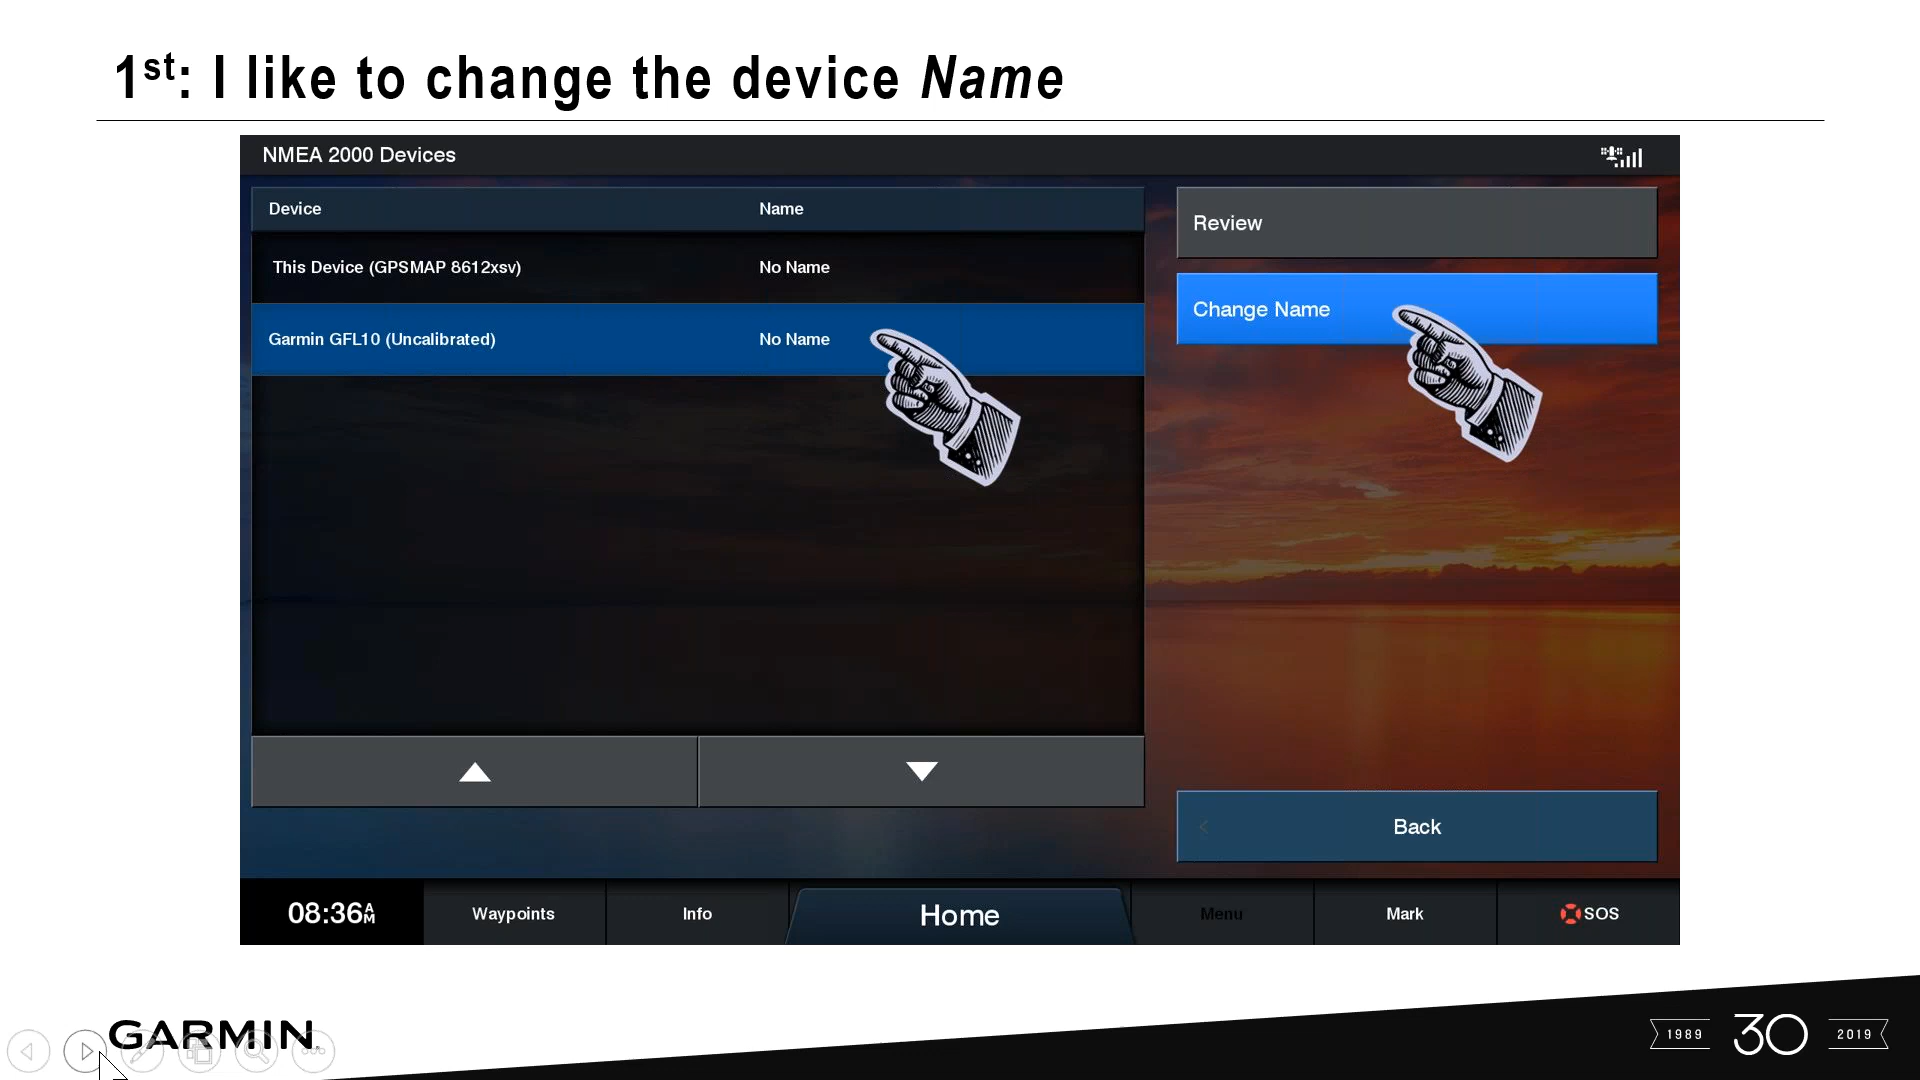 1st: I like to change the device Name
NMEA 2000 Devices
Device Name
This Device (GPSMAP 8612xsv) No Name
Garmin GFL10 (Uncalibrated) No Name
Review
Change Name
Back
08:36AM Waypoints Info Home Menu Mark SOS
GARMIN
1989 30 2019